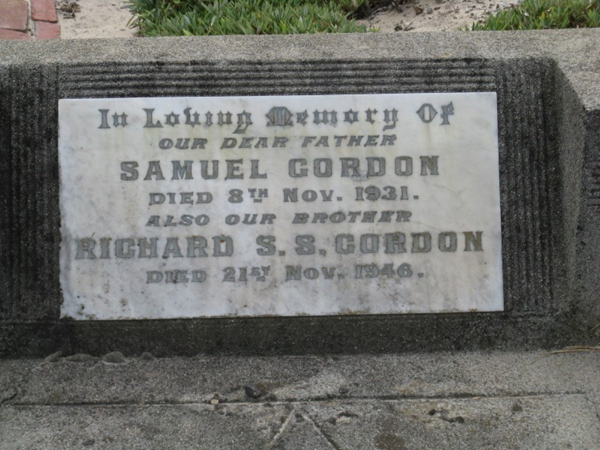 In Loving Memory Of
OUR DEAR FATHER
SAMUEL GORDON
DIED 8TH NOV. 1931.
ALSO OUR BROTHER
RICHARD S. S. GORDON
DIED 21ST NOV. 1946.